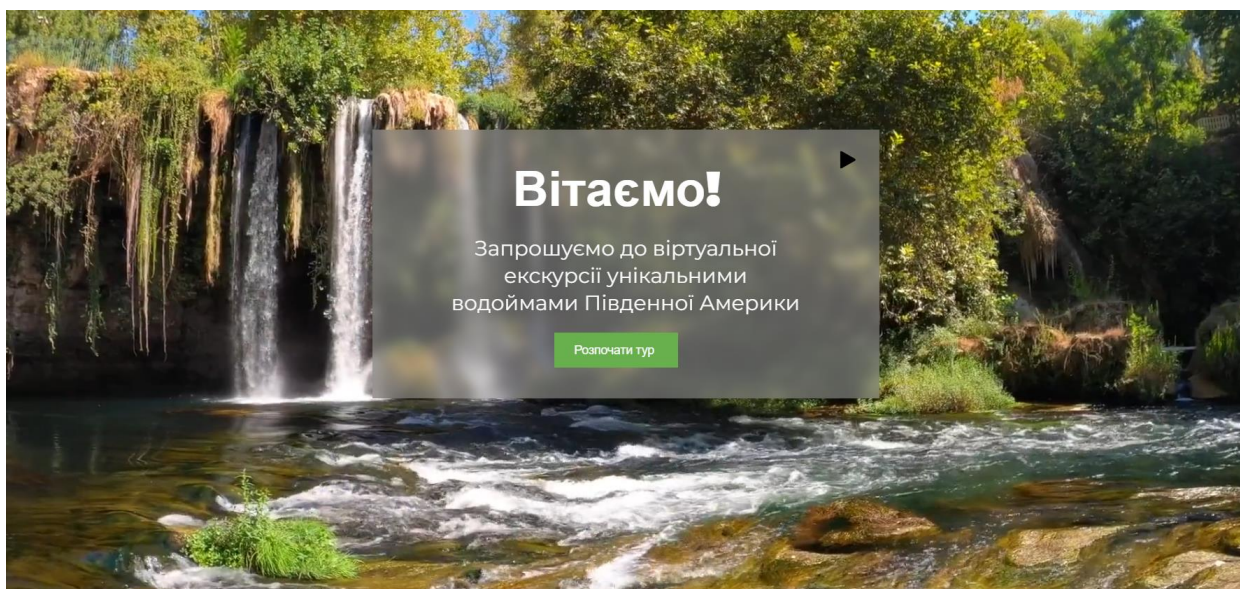 Вітаємо!
Запрошуємо до віртуальної
екскурсії унікальними
водоймами Південної Америки
Розпочати тур